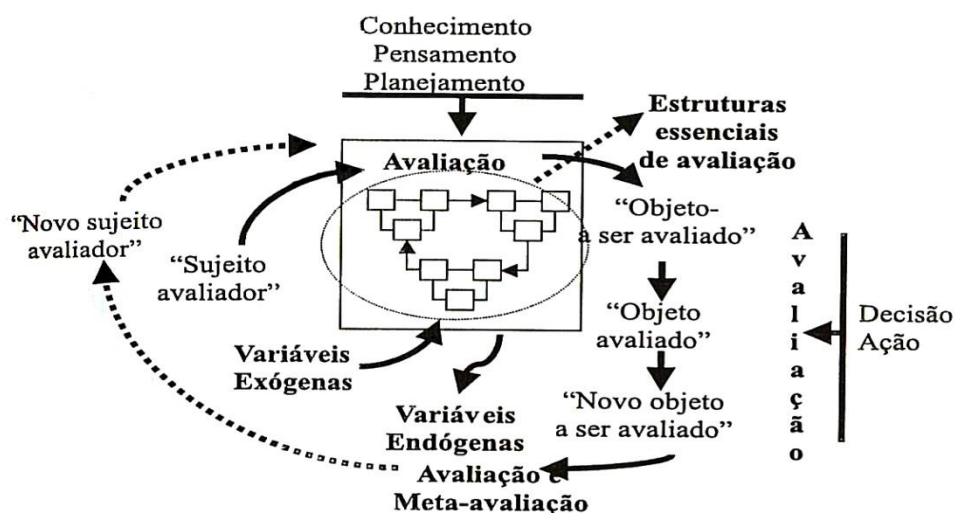 Conhecimento
Pensamento
Planejamento
Estruturas
essenciais
de avaliação
Avaliação
“Novo sujeito
avaliador”
“Sujeito
avaliador”
“Objeto-
a ser avaliado”
“Objeto
avaliado”
“Novo objeto
a ser avaliado”
Avaliação
Decisão
Ação
Variáveis
Exógenas
Variáveis
Endógenas
Avaliação e
Meta-avaliação